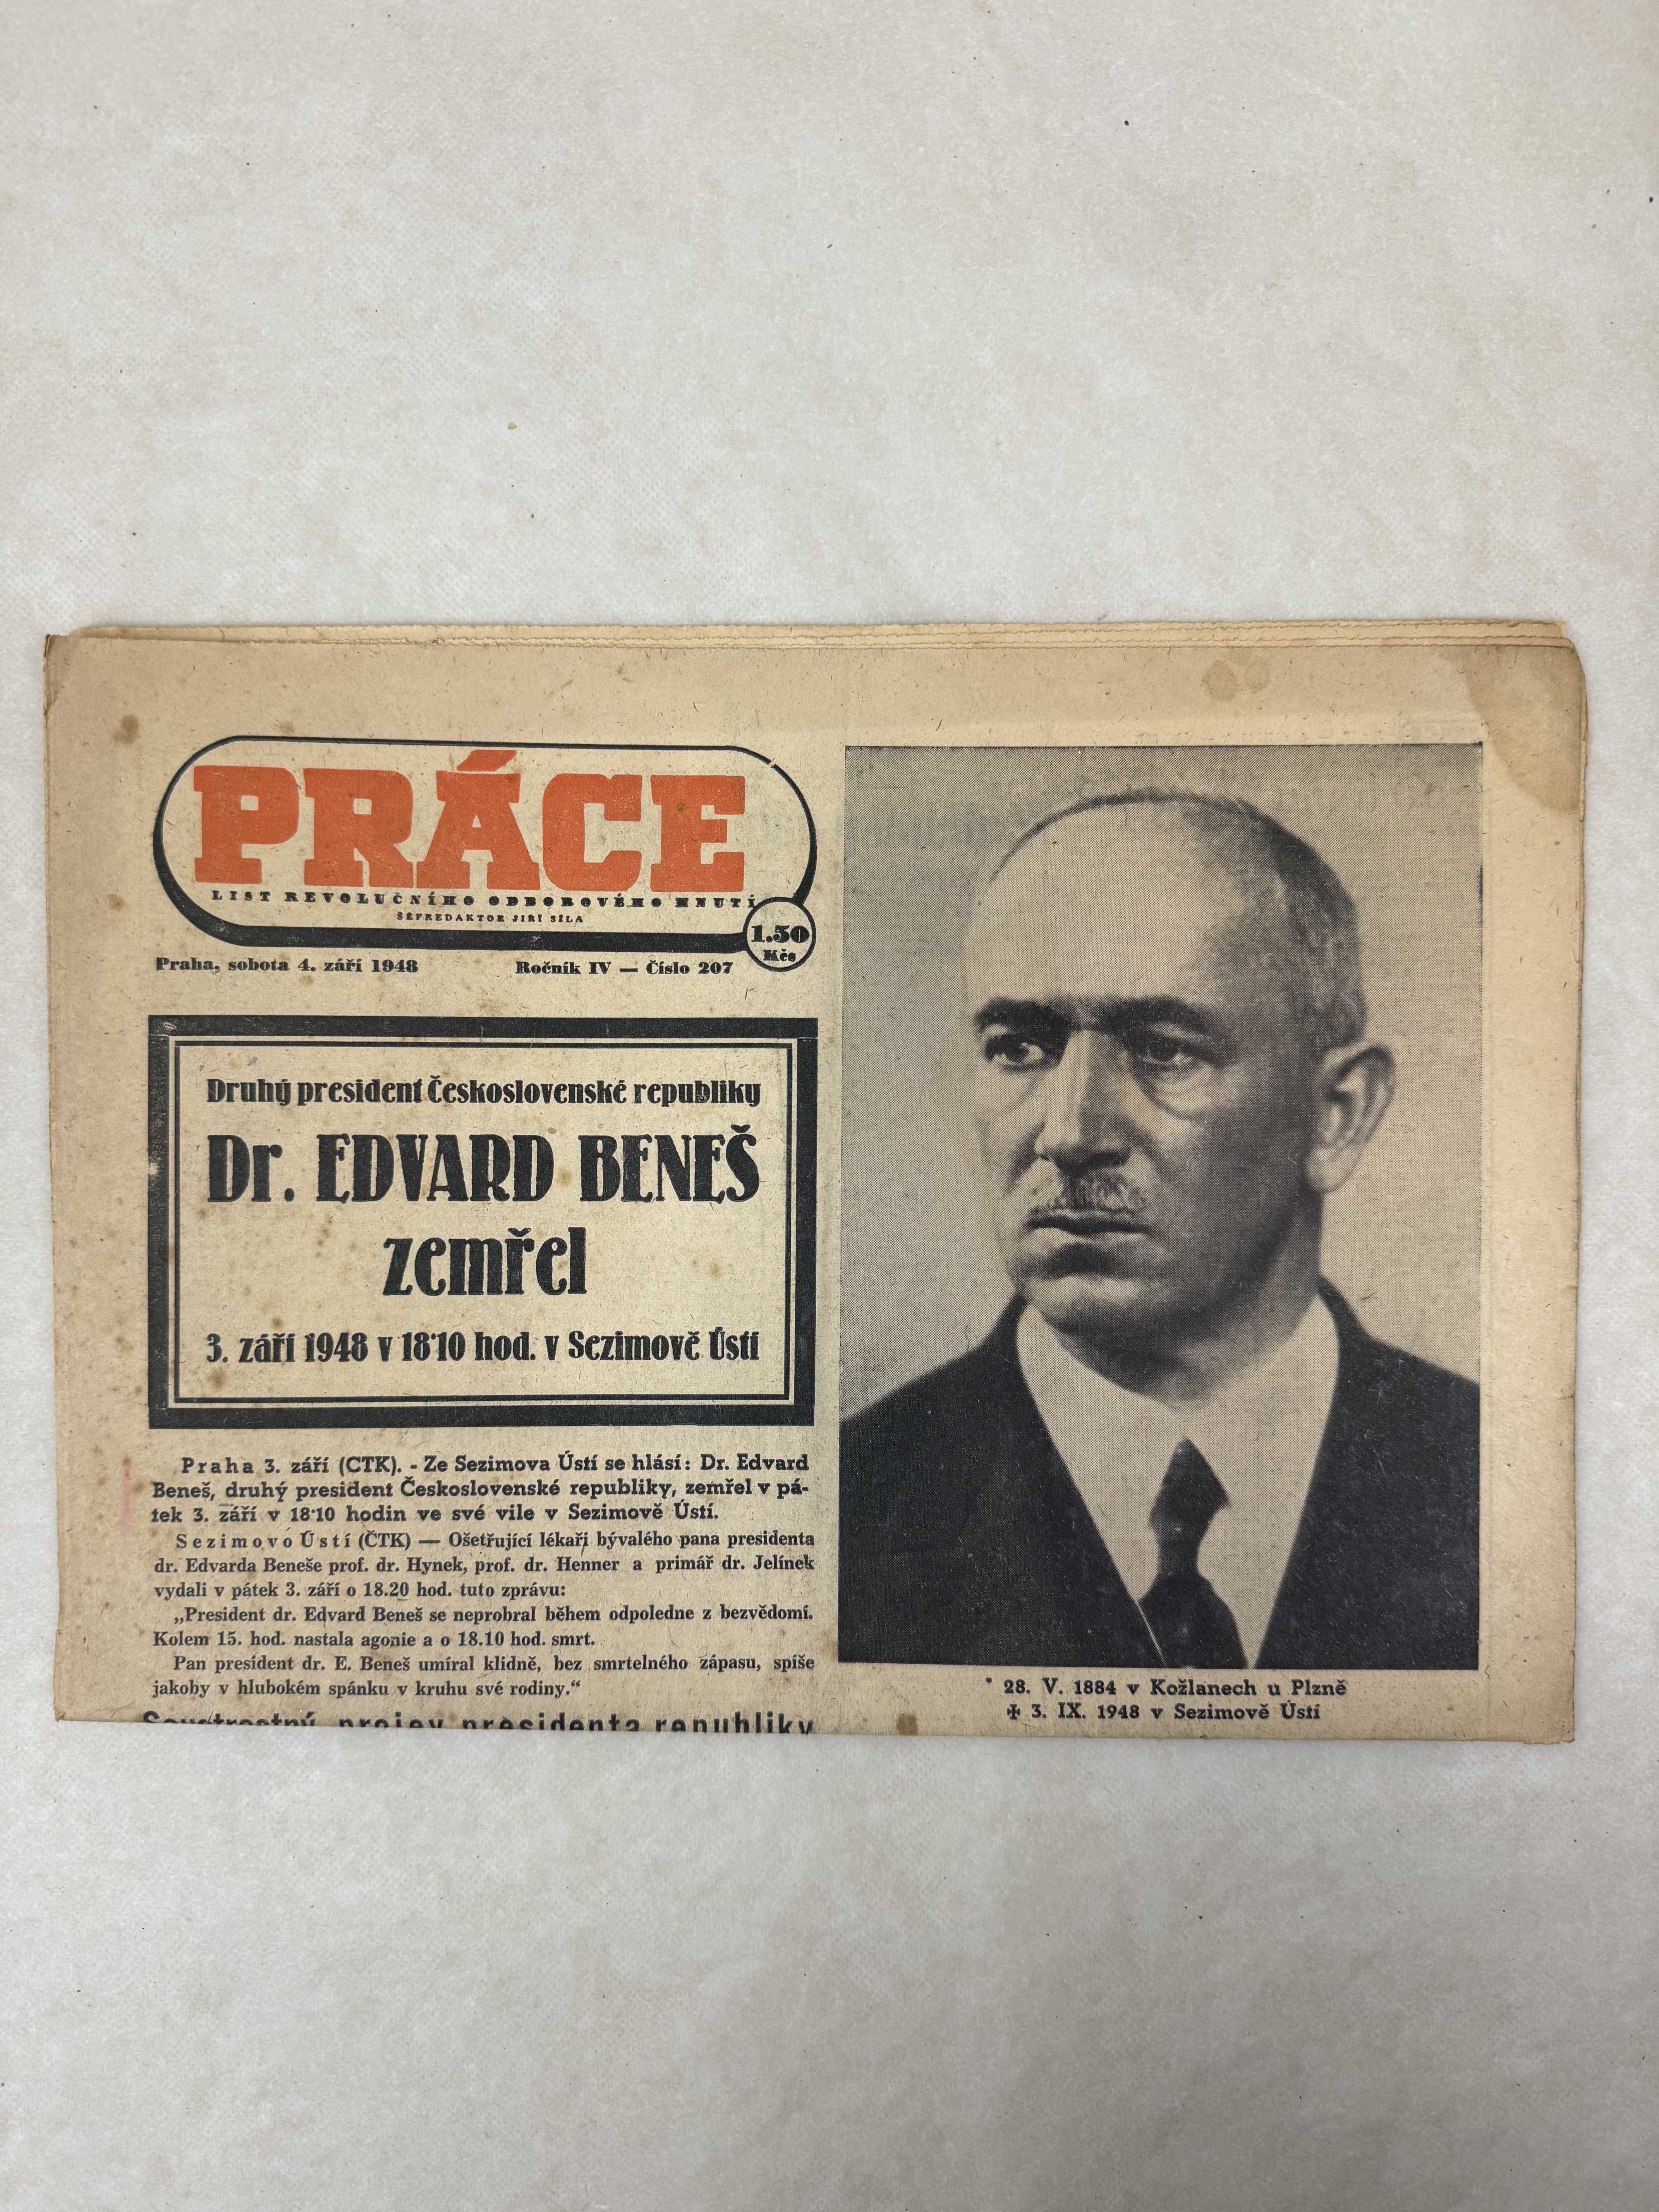 PRÁCE
LIST REVOLUČNÍHO ODBOROVÉHO HNUTÍ
ŠÉFREDAKTOR JIŘÍ SÍLA
1.50
Kčs
Praha, sobota 4. září 1948
Ročník IV — Číslo 207
Druhý president Československé republiky
Dr. EDVARD BENEŠ
zemřel
3. září 1948 v 18·10 hod. v Sezimově Ústí
Praha 3. září (CTK). - Ze Sezimova Ústí se hlásí: Dr. Edvard
Beneš, druhý president Československé republiky, zemřel v pá-
tek 3. září v 18·10 hodin ve své vile v Sezimově Ústí.
Sezimovo Ústí (ČTK) — Ošetřující lékaři bývalého pana presidenta
dr. Edvarda Beneše prof. dr. Hynek, prof. dr. Henner a primář dr. Jelínek
vydali v pátek 3. září o 18.20 hod. tuto zprávu:
„President dr. Edvard Beneš se neprobral během odpoledne z bezvědomí.
Kolem 15. hod. nastala agonie a o 18.10 hod. smrt.
Pan president dr. E. Beneš umíral klidně, bez smrtelného zápasu, spíše
jakoby v hlubokém spánku v kruhu své rodiny.“
Soustrastný projev presidenta republiky
* 28. V. 1884 v Kožlanech u Plzně
✠ 3. IX. 1948 v Sezimově Ústí